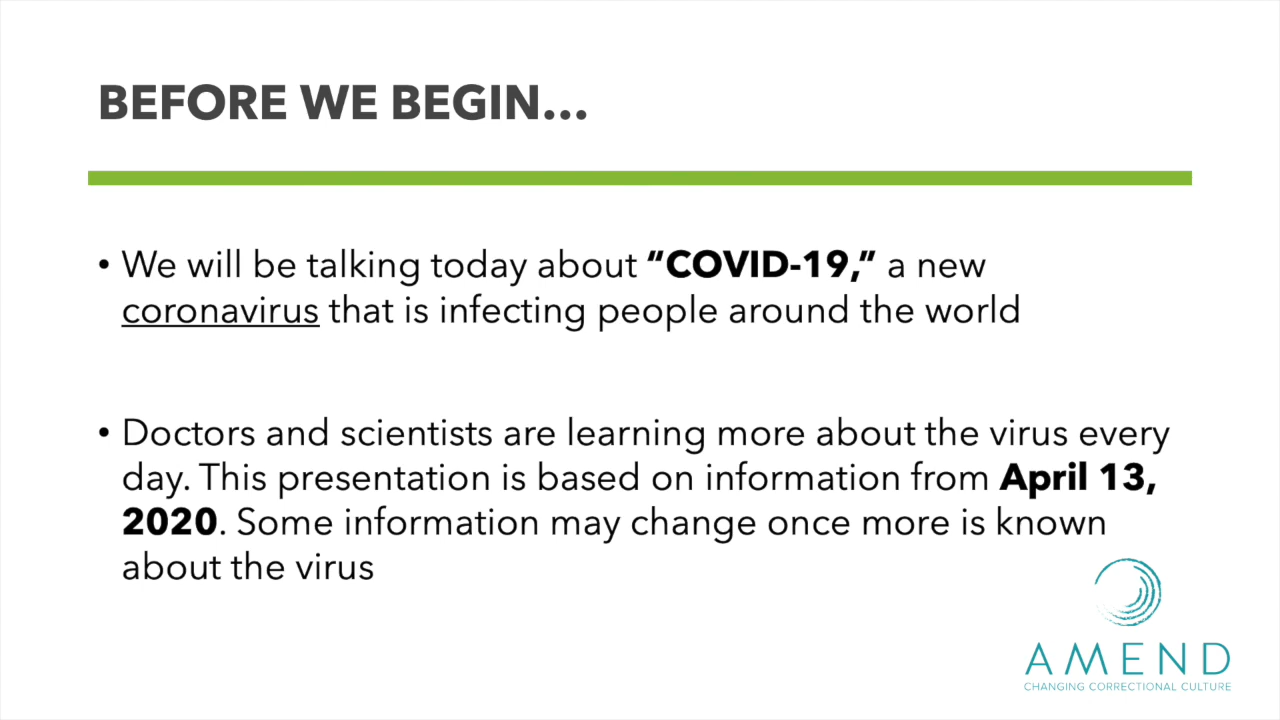 BEFORE WE BEGIN...
• We will be talking today about “COVID-19,” a new
coronavirus that is infecting people around the world
• Doctors and scientists are learning more about the virus every
day. This presentation is based on information from April 13,
2020. Some information may change once more is known
about the virus
AMEND
CHANGING CORRECTIONAL CULTURE